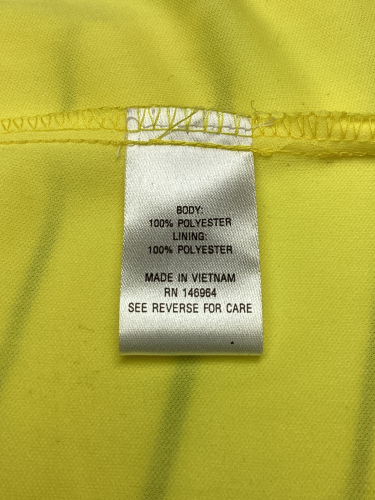 BODY:
100% POLYESTER
LINING:
100% POLYESTER
MADE IN VIETNAM
RN 146964
SEE REVERSE FOR CARE